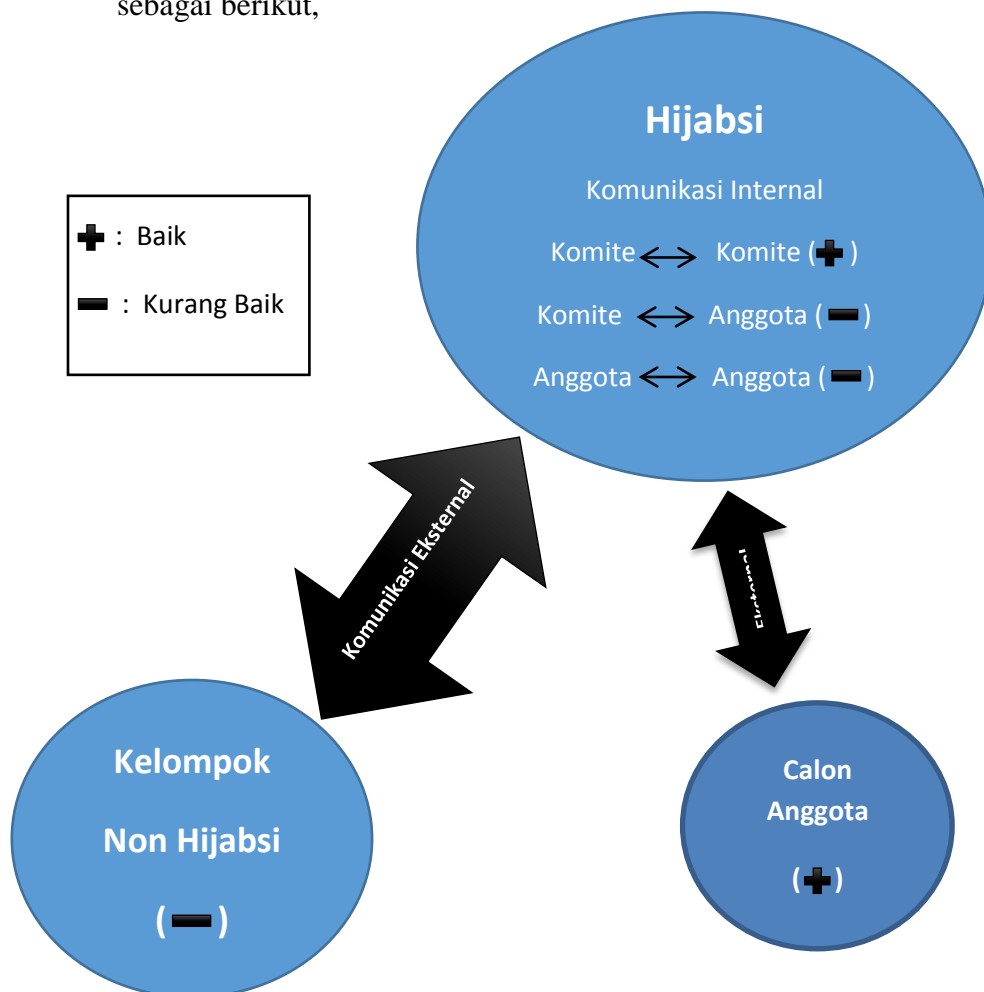 sebagai berikut,
Hijabsi
Komunikasi Internal
Komite Komite ( )
Komite Anggota ( )
Anggota Anggota ( )
: Baik
: Kurang Baik
Komunikasi Eksternal
Kelompok
Non Hijabsi
( )
Calon
Anggota
( )